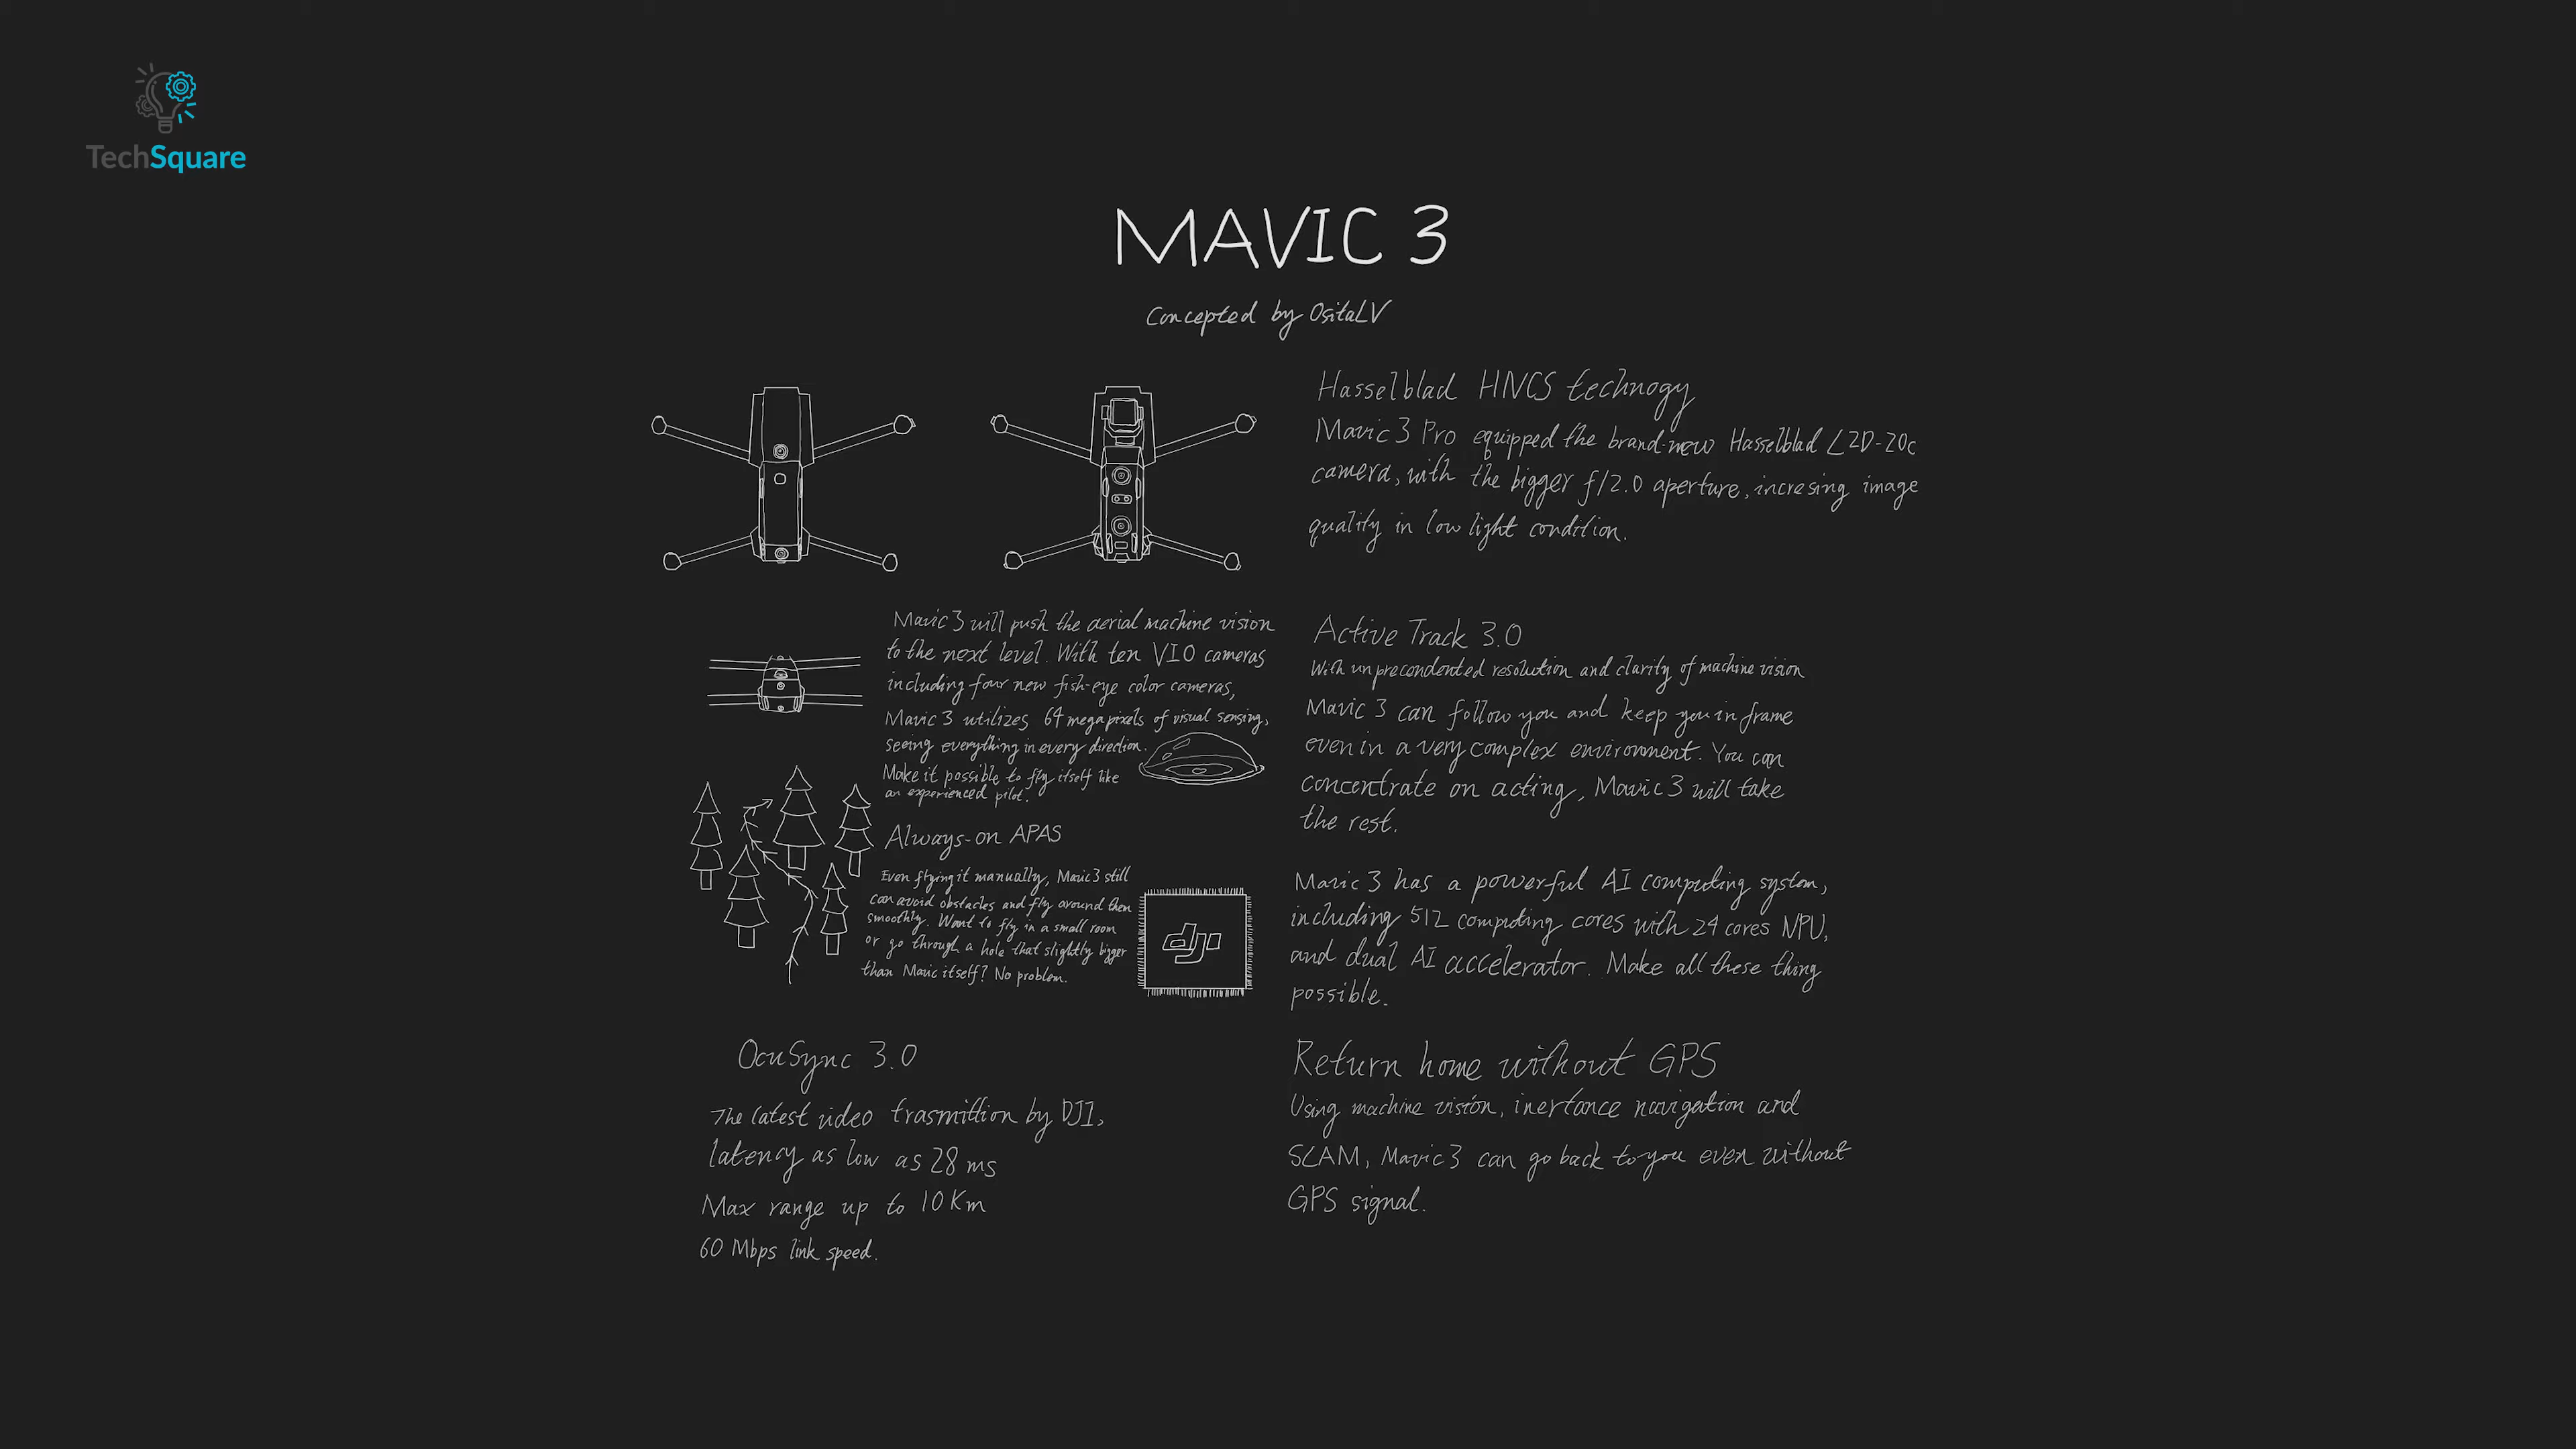 TechSquare
MAVIC 3
Concepted by OsitaLV
Hasselblad HNCS technogy
Mavic 3 Pro equipped the brand-new Hasselblad L2D-20c
camera, with the bigger f/2.0 aperture, incresing image
quality in low light condition.
Mavic 3 will push the aerial machine vision
to the next level. With ten VIO cameras
including four new fish-eye color cameras,
Mavic 3 utilizes 64 megapixels of visual sensing,
seeing everything in every direction.
Make it possible to fly itself like
an experienced pilot.
Active Track 3.0
With unprecondented resolution and clarity of machine vision
Mavic 3 can follow you and keep you in frame
even in a very complex environment. You can
concentrate on acting, Mavic 3 will take
the rest.
Always-on APAS
Even flying it manually, Mavic 3 still
can avoid obstacles and fly around them
smoothly. Want to fly in a small room
or go through a hole that slightly bigger
than Mavic itself? No problem.
dji
Mavic 3 has a powerful AI computing system,
including 512 computing cores with 24 cores NPU,
and dual AI accelerator. Make all these thing
possible.
OcuSync 3.0
The latest video trasmittion by DJI,
latency as low as 28 ms
Max range up to 10 Km
60 Mbps link speed.
Return home without GPS
Using machine vision, inertance navigation and
SLAM, Mavic 3 can go back to you even without
GPS signal.